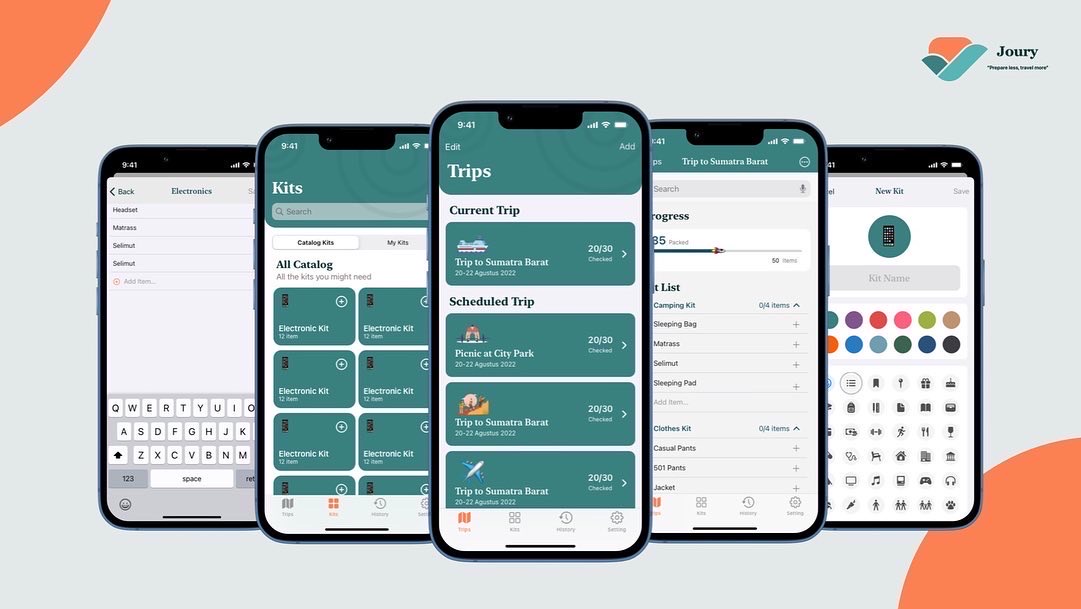 Joury
"Prepare less, travel more"
9:41
Back
Electronics
Headset
Matrass
Selimut
Selimut
Add Item...
Q W E R T Y U I O
A S D F G H J K
Z X C V B N M
123
space
9:41
Kits
Search
Catalog Kits
My Kits
All Catalog
All the kits you might need
Electronic Kit
12 item
Electronic Kit
12 item
Electronic Kit
12 item
Electronic Kit
12 item
Electronic Kit
12 item
Electronic Kit
12 item
Trips
Kits
History
9:41
Edit
Add
Trips
Current Trip
20/30
Checked
Trip to Sumatra Barat
20-22 Agustus 2022
Scheduled Trip
20/30
Checked
Picnic at City Park
20-22 Agustus 2022
20/30
Checked
Trip to Sumatra Barat
20-22 Agustus 2022
20/30
Checked
Trip to Sumatra Barat
20-22 Agustus 2022
Trips
Kits
History
Setting
:41
ps
Trip to Sumatra Barat
Search
rogress
35 Packed
50 Items
t List
Camping Kit
0/4 items
Sleeping Bag
Matrass
Selimut
Sleeping Pad
Add Item...
Clothes Kit
0/4 items
Casual Pants
501 Pants
Jacket
ps
Kits
History
Setting
9:41
el
New Kit
Save
Kit Name